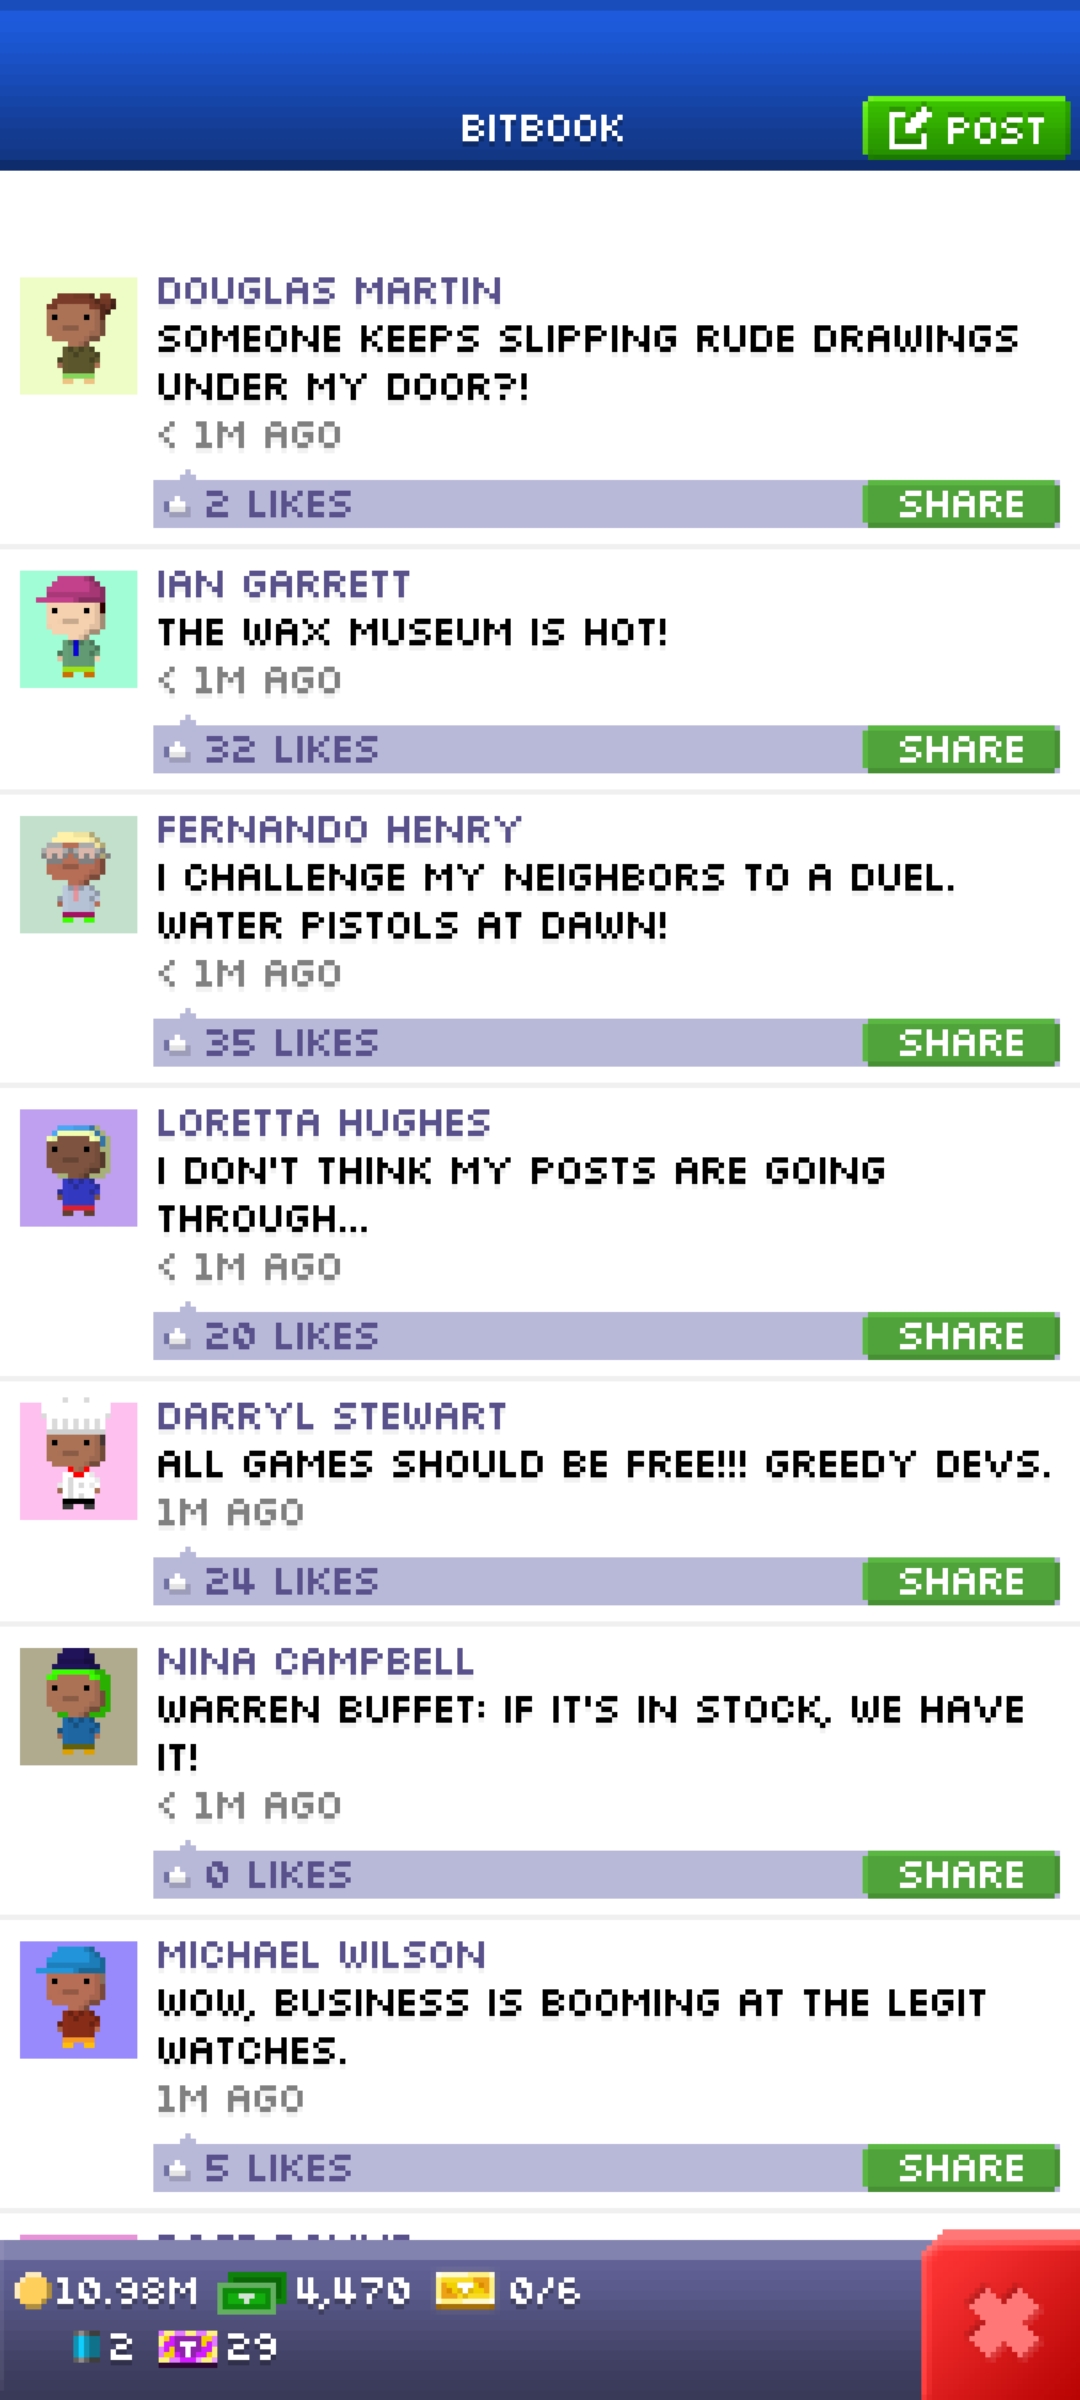 BITBOOK
POST
DOUGLAS MARTIN
SOMEONE KEEPS SLIPPING RUDE DRAWINGS
UNDER MY DOOR?!
< 1M AGO
2 LIKES
SHARE
IAN GARRETT
THE WAX MUSEUM IS HOT!
< 1M AGO
32 LIKES
SHARE
FERNANDO HENRY
I CHALLENGE MY NEIGHBORS TO A DUEL.
WATER PISTOLS AT DAWN!
< 1M AGO
35 LIKES
SHARE
LORETTA HUGHES
I DON'T THINK MY POSTS ARE GOING
THROUGH...
< 1M AGO
20 LIKES
SHARE
DARRYL STEWART
ALL GAMES SHOULD BE FREE!!! GREEDY DEVS.
1M AGO
24 LIKES
SHARE
NINA CAMPBELL
WARREN BUFFET: IF IT'S IN STOCK, WE HAVE
IT!
< 1M AGO
0 LIKES
SHARE
MICHAEL WILSON
WOW, BUSINESS IS BOOMING AT THE LEGIT
WATCHES.
1M AGO
5 LIKES
SHARE
10.98M 4,470 0/6
2 T 29